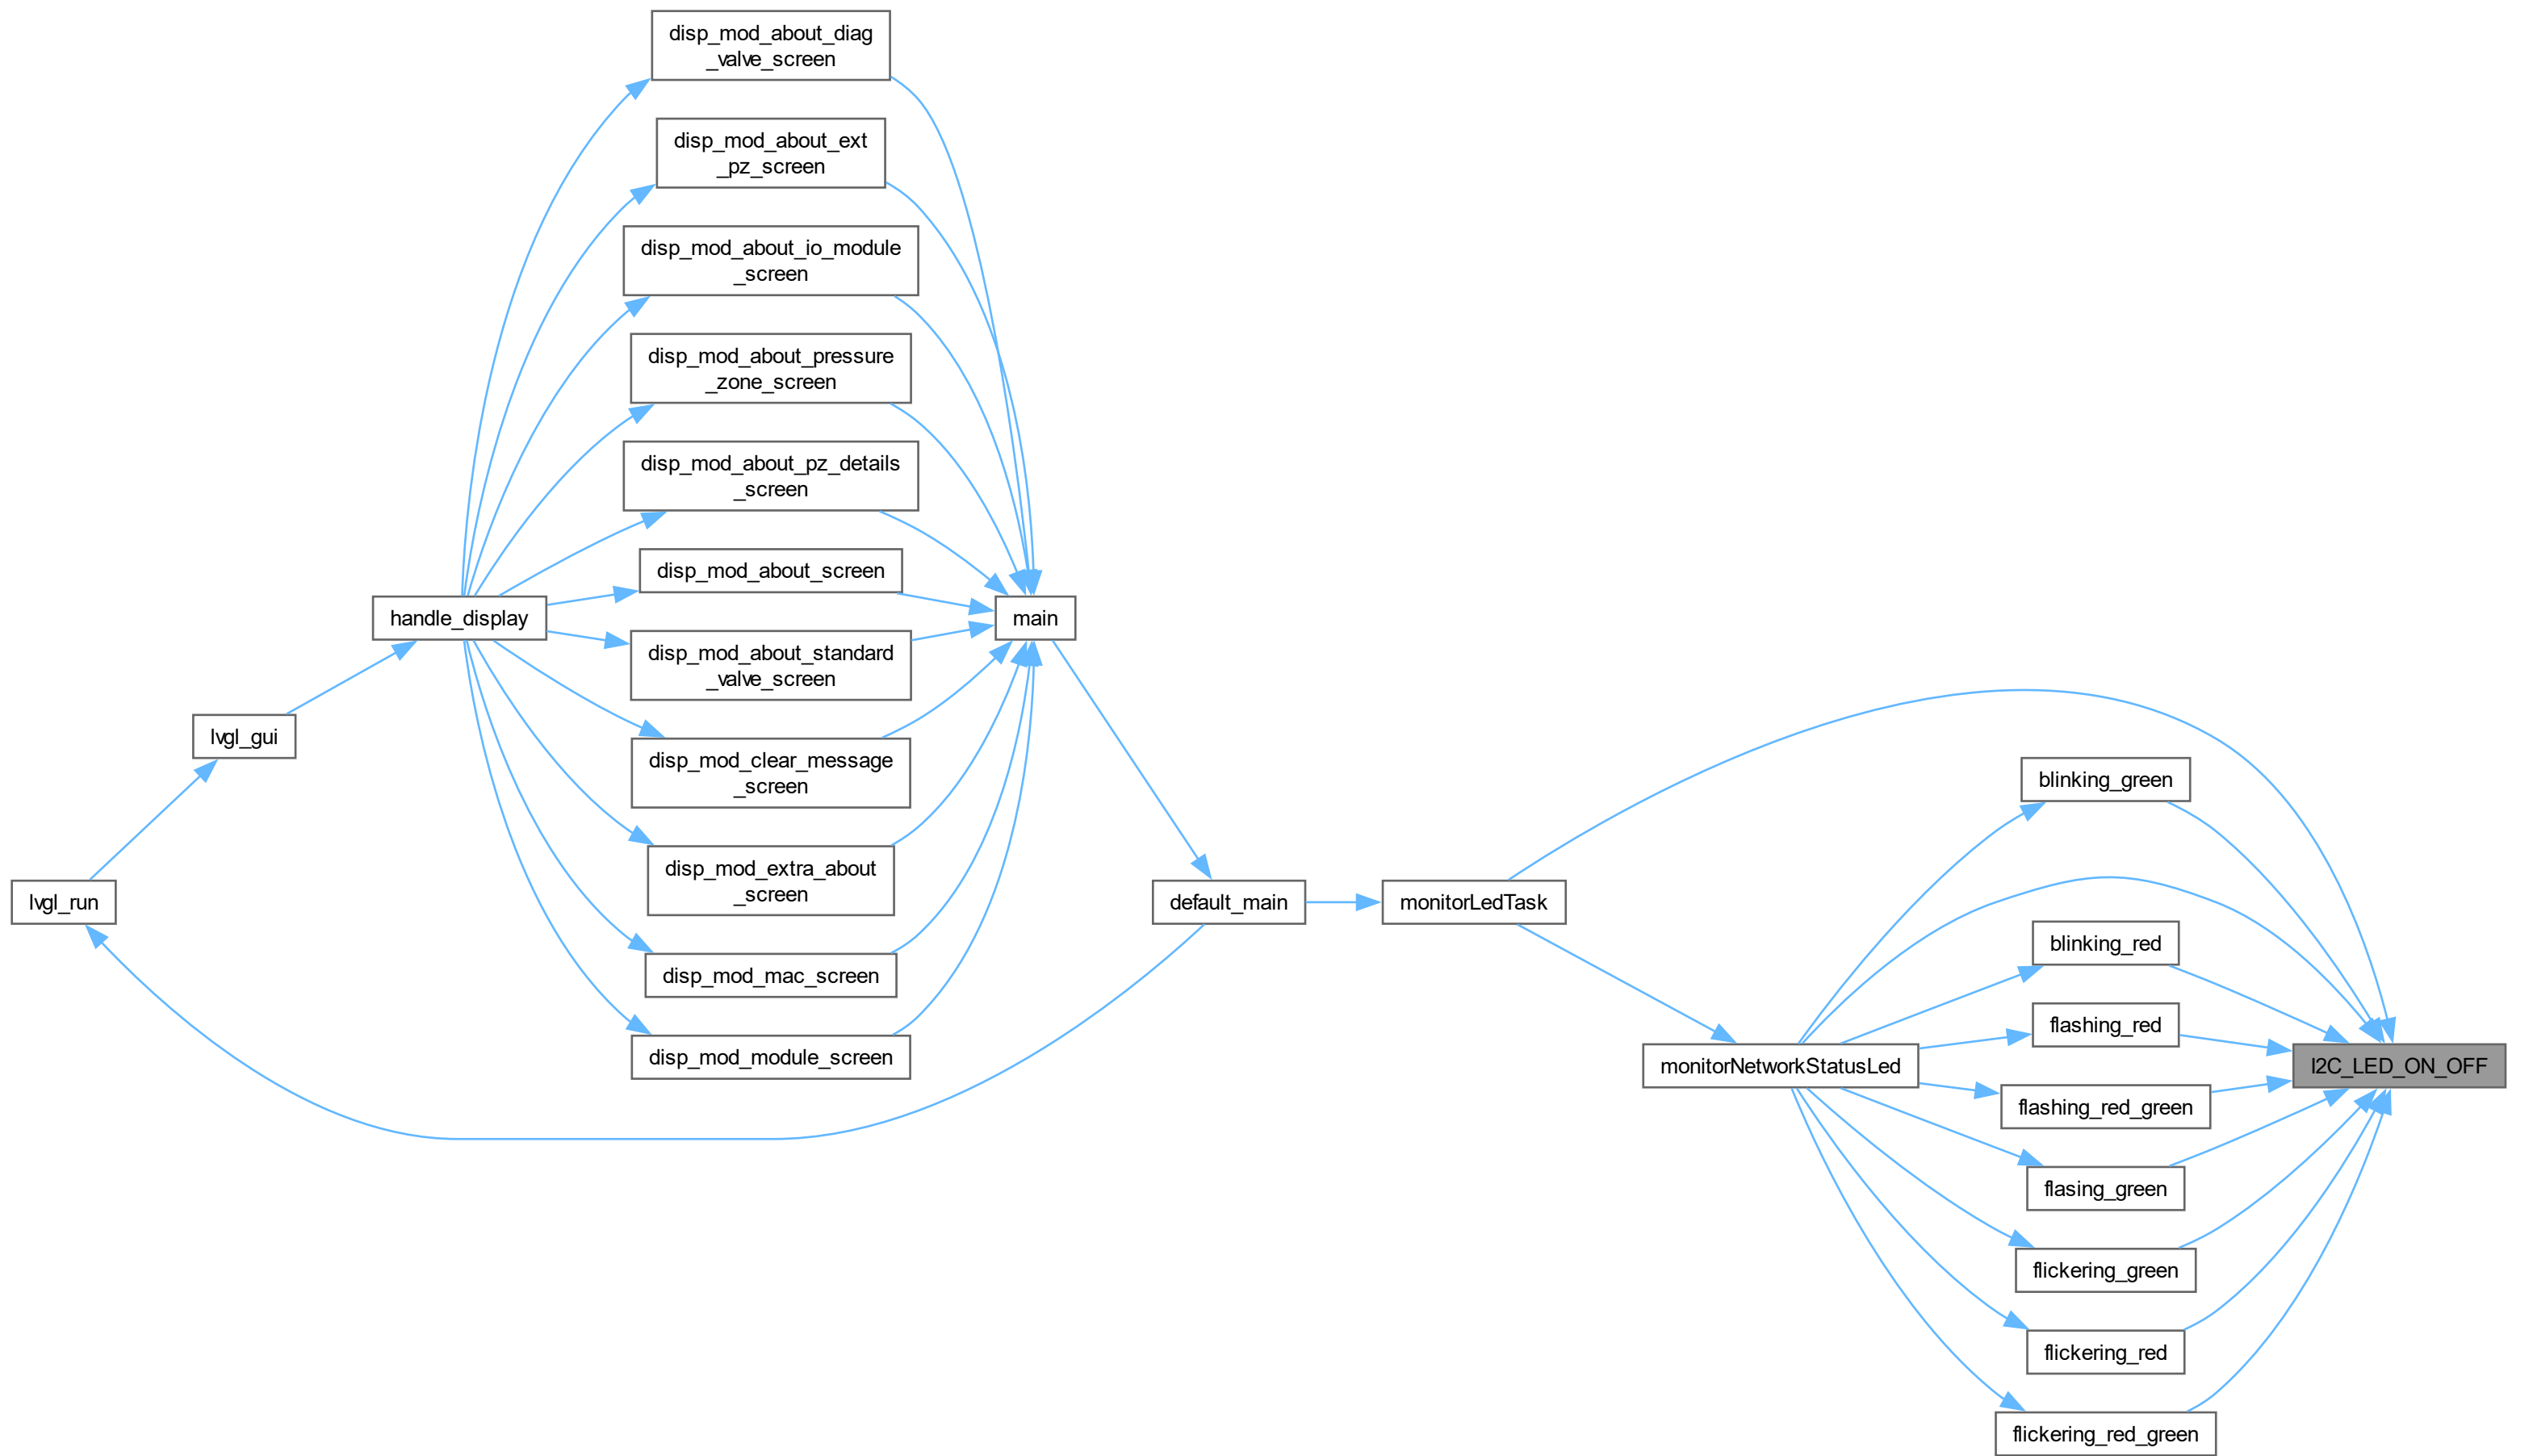 disp_mod_about_diag
_valve_screen
disp_mod_about_ext
_pz_screen
disp_mod_about_io_module
_screen
disp_mod_about_pressure
_zone_screen
disp_mod_about_pz_details
_screen
disp_mod_about_screen
handle_display
main
disp_mod_about_standard
_valve_screen
lvgl_gui
disp_mod_clear_message
_screen
blinking_green
disp_mod_extra_about
_screen
lvgl_run
default_main
monitorLedTask
blinking_red
disp_mod_mac_screen
flashing_red
disp_mod_module_screen
monitorNetworkStatusLed
I2C_LED_ON_OFF
flashing_red_green
flasing_green
flickering_green
flickering_red
flickering_red_green